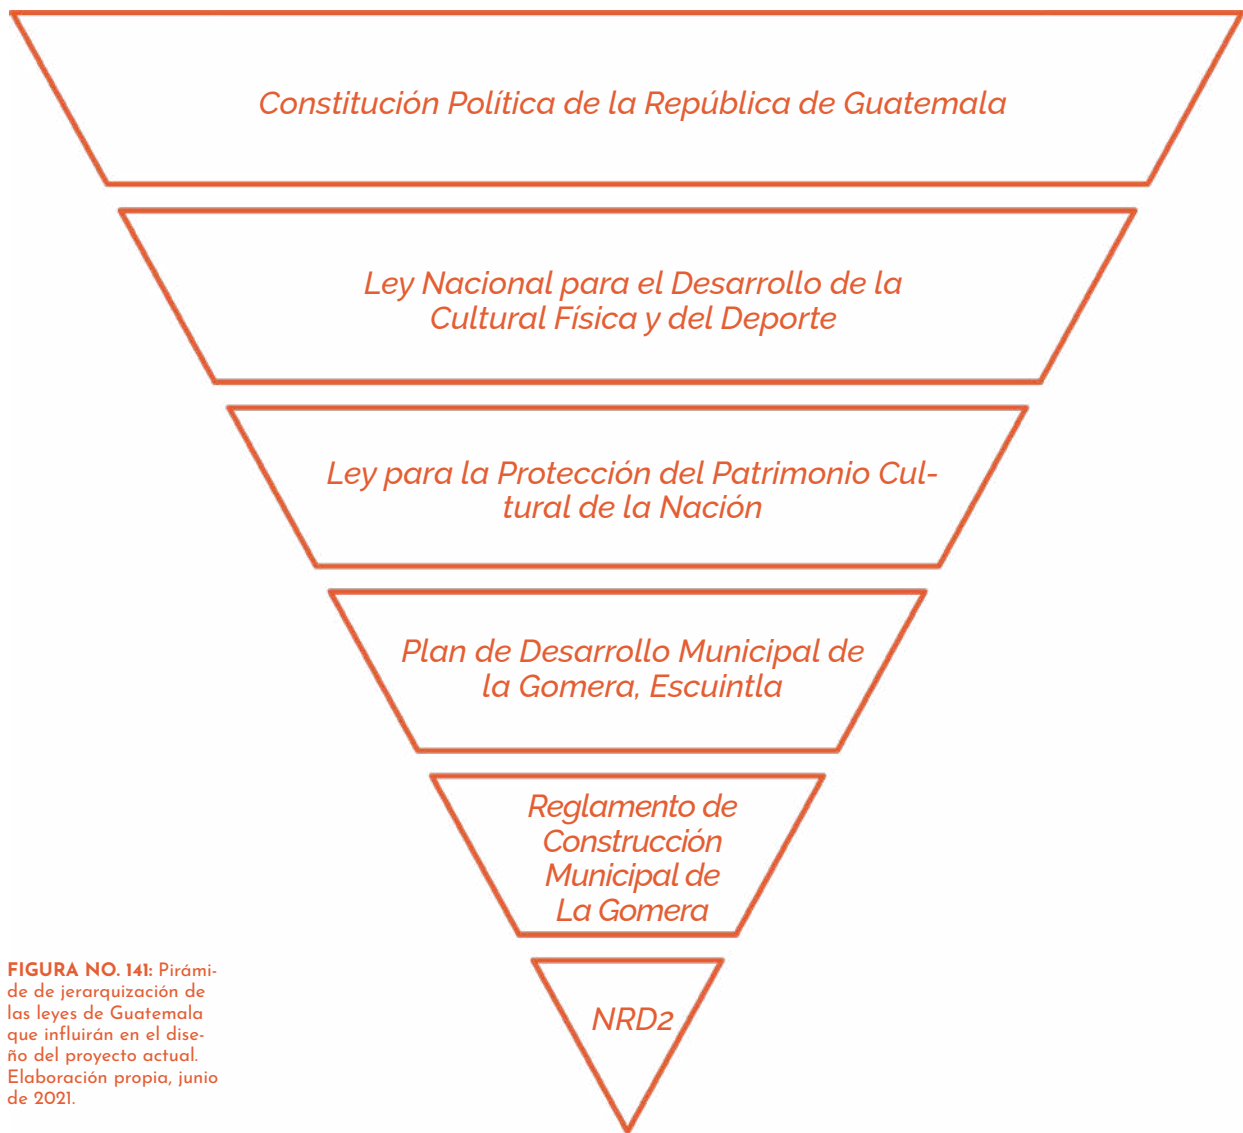 Constitución Política de la República de Guatemala
Ley Nacional para el Desarrollo de la
Cultural Física y del Deporte
Ley para la Protección del Patrimonio Cul-
tural de la Nación
Plan de Desarrollo Municipal de
la Gomera, Escuintla
Reglamento de
Construcción
Municipal de
La Gomera
NRD2
FIGURA NO. 141: Pirámi-
de de jerarquización de
las leyes de Guatemala
que influirán en el dise-
ño del proyecto actual.
Elaboración propia, junio
de 2021.